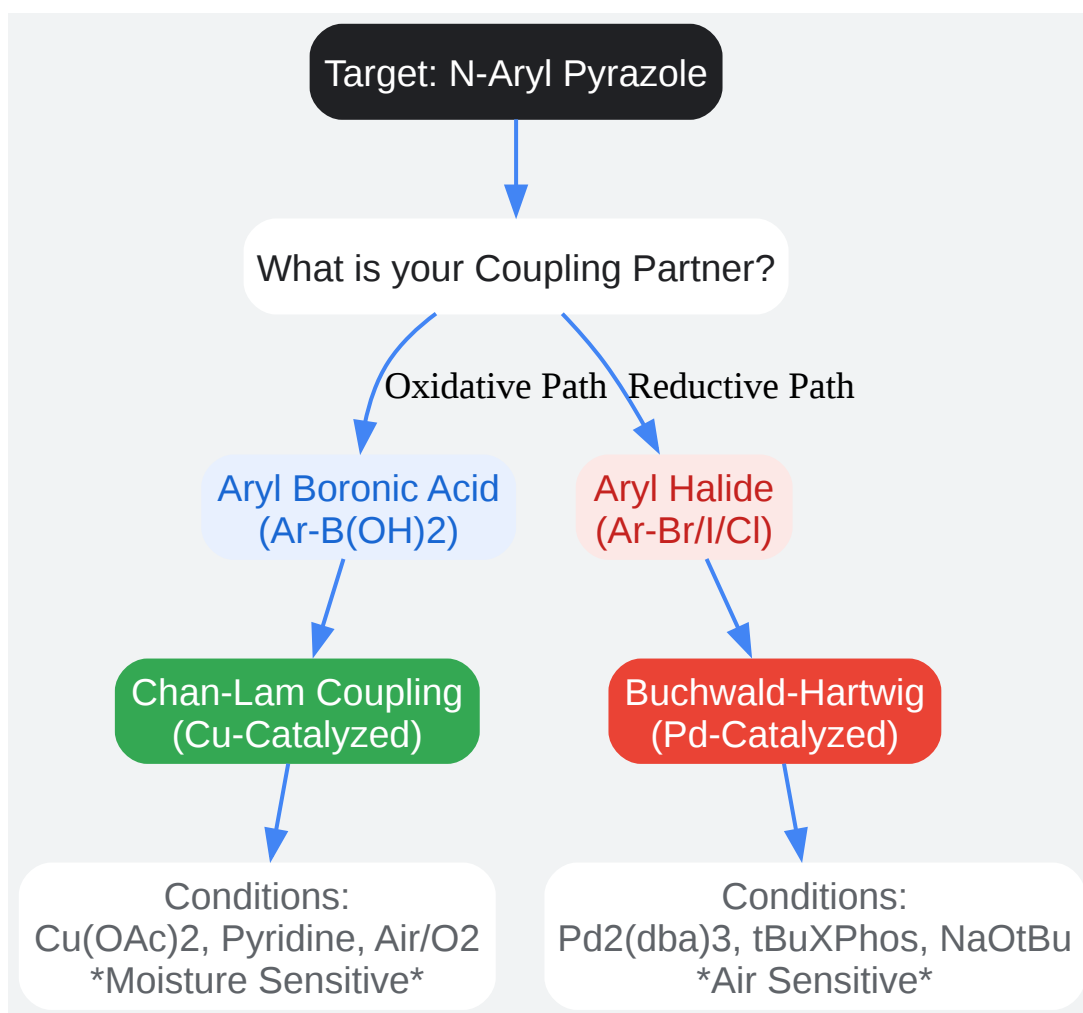 Target: N-Aryl Pyrazole
What is your Coupling Partner?
Oxidative Path
Reductive Path
Aryl Boronic Acid
(Ar-B(OH)2)
Aryl Halide
(Ar-Br/I/Cl)
Chan-Lam Coupling
(Cu-Catalyzed)
Buchwald-Hartwig
(Pd-Catalyzed)
Conditions:
Cu(OAc)2, Pyridine, Air/O2
*Moisture Sensitive*
Conditions:
Pd2(dba)3, tBuXPhos, NaOtBu
*Air Sensitive*